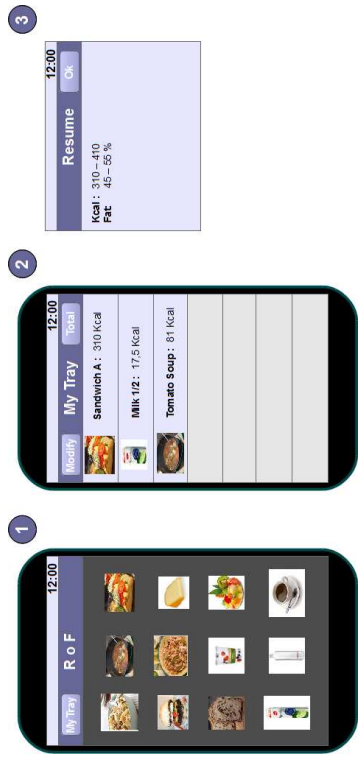 1
12:00
My Tray
R o F
2
12:00
Modify
My Tray
Total
Sandwich A : 310 Kcal
Milk 1/2 : 17,5 Kcal
Tomato Soup : 81 Kcal
3
12:00
Resume
Ok
Kcal : 310 – 410
Fat 45 – 55 %